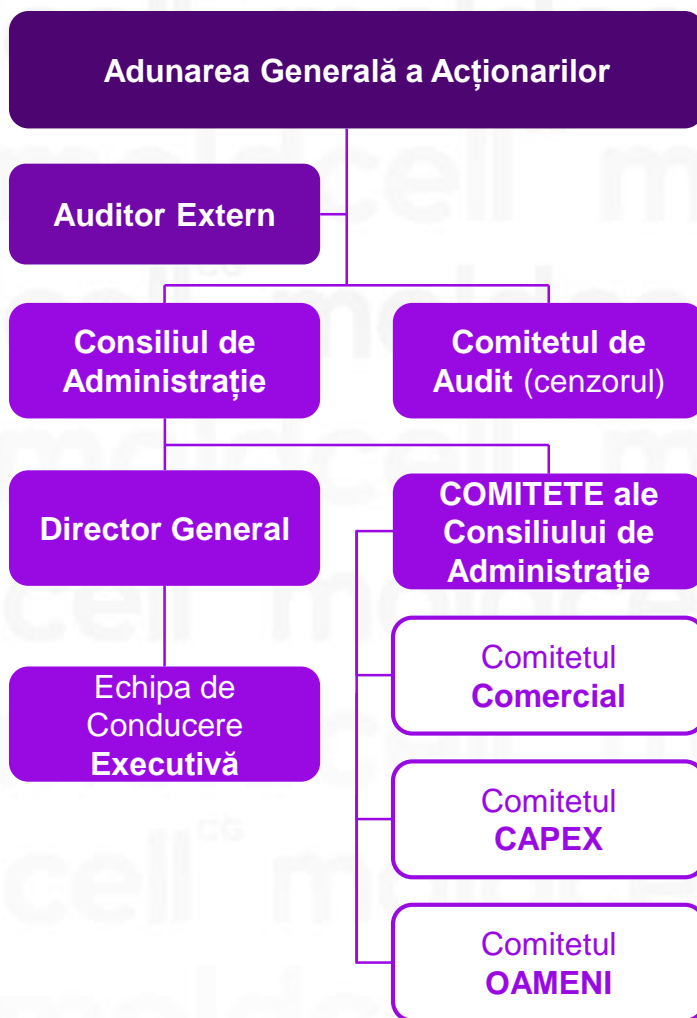 Adunarea Generală a Acționarilor
Auditor Extern
Consiliul de
Administrație
Comitetul de
Audit (cenzorul)
Director General
COMITETE ale
Consiliului de
Administrație
Echipa de
Conducere
Executivă
Comitetul
Comercial
Comitetul
CAPEX
Comitetul
OAMENI